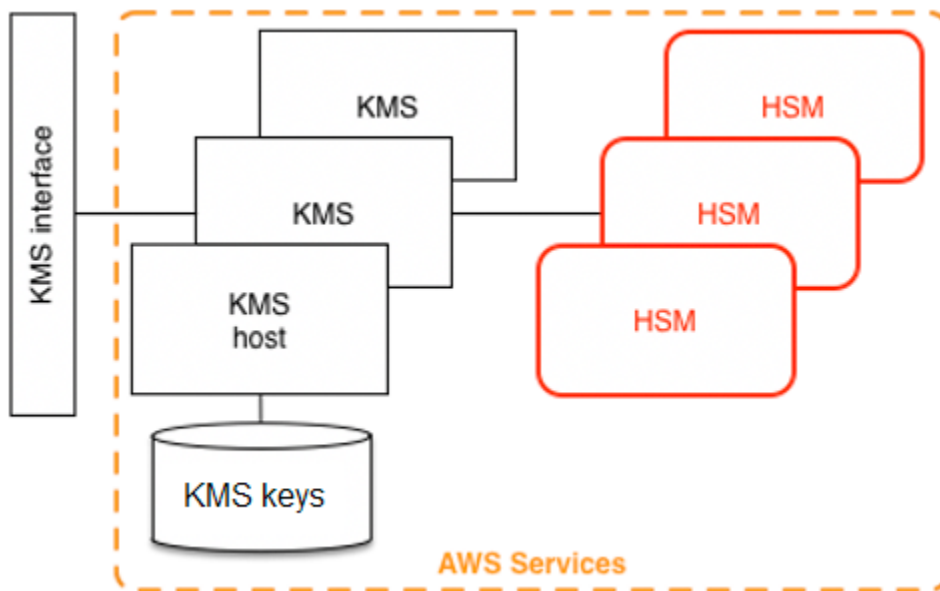 KMS interface
KMS
KMS
KMS
host
KMS keys
HSM
HSM
HSM
AWS Services